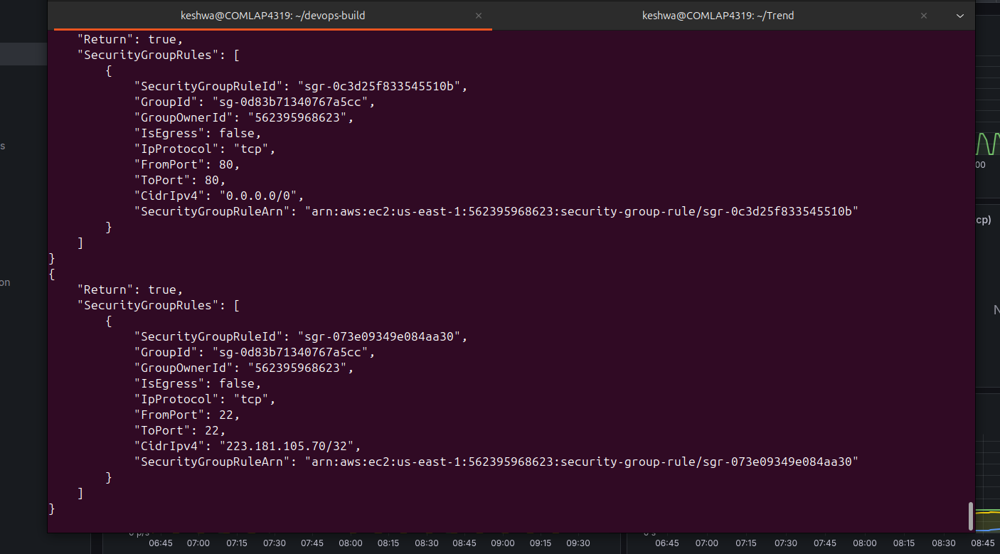 keshwa@COMLAP4319: ~/devops-build × keshwa@COMLAP4319: ~/Trend ×
"Return": true,
"SecurityGroupRules": [
{
"SecurityGroupRuleId": "sgr-0c3d25f833545510b",
"GroupId": "sg-0d83b71340767a5cc",
"GroupOwnerId": "562395968623",
"IsEgress": false,
"IpProtocol": "tcp",
"FromPort": 80,
"ToPort": 80,
"CidrIpv4": "0.0.0.0/0",
"SecurityGroupRuleArn": "arn:aws:ec2:us-east-1:562395968623:security-group-rule/sgr-0c3d25f833545510b"
}
]
}
{
"Return": true,
"SecurityGroupRules": [
{
"SecurityGroupRuleId": "sgr-073e09349e084aa30",
"GroupId": "sg-0d83b71340767a5cc",
"GroupOwnerId": "562395968623",
"IsEgress": false,
"IpProtocol": "tcp",
"FromPort": 22,
"ToPort": 22,
"CidrIpv4": "223.181.105.70/32",
"SecurityGroupRuleArn": "arn:aws:ec2:us-east-1:562395968623:security-group-rule/sgr-073e09349e084aa30"
}
]
}
s
on
00
cp)
N
06:45 07:00 07:15 07:30 07:45 08:00 08:15 08:30 08:45 09:00 09:15 09:30
06:45 07:00 07:15 07:30 07:45 08:00 08:15 08:30 08:45